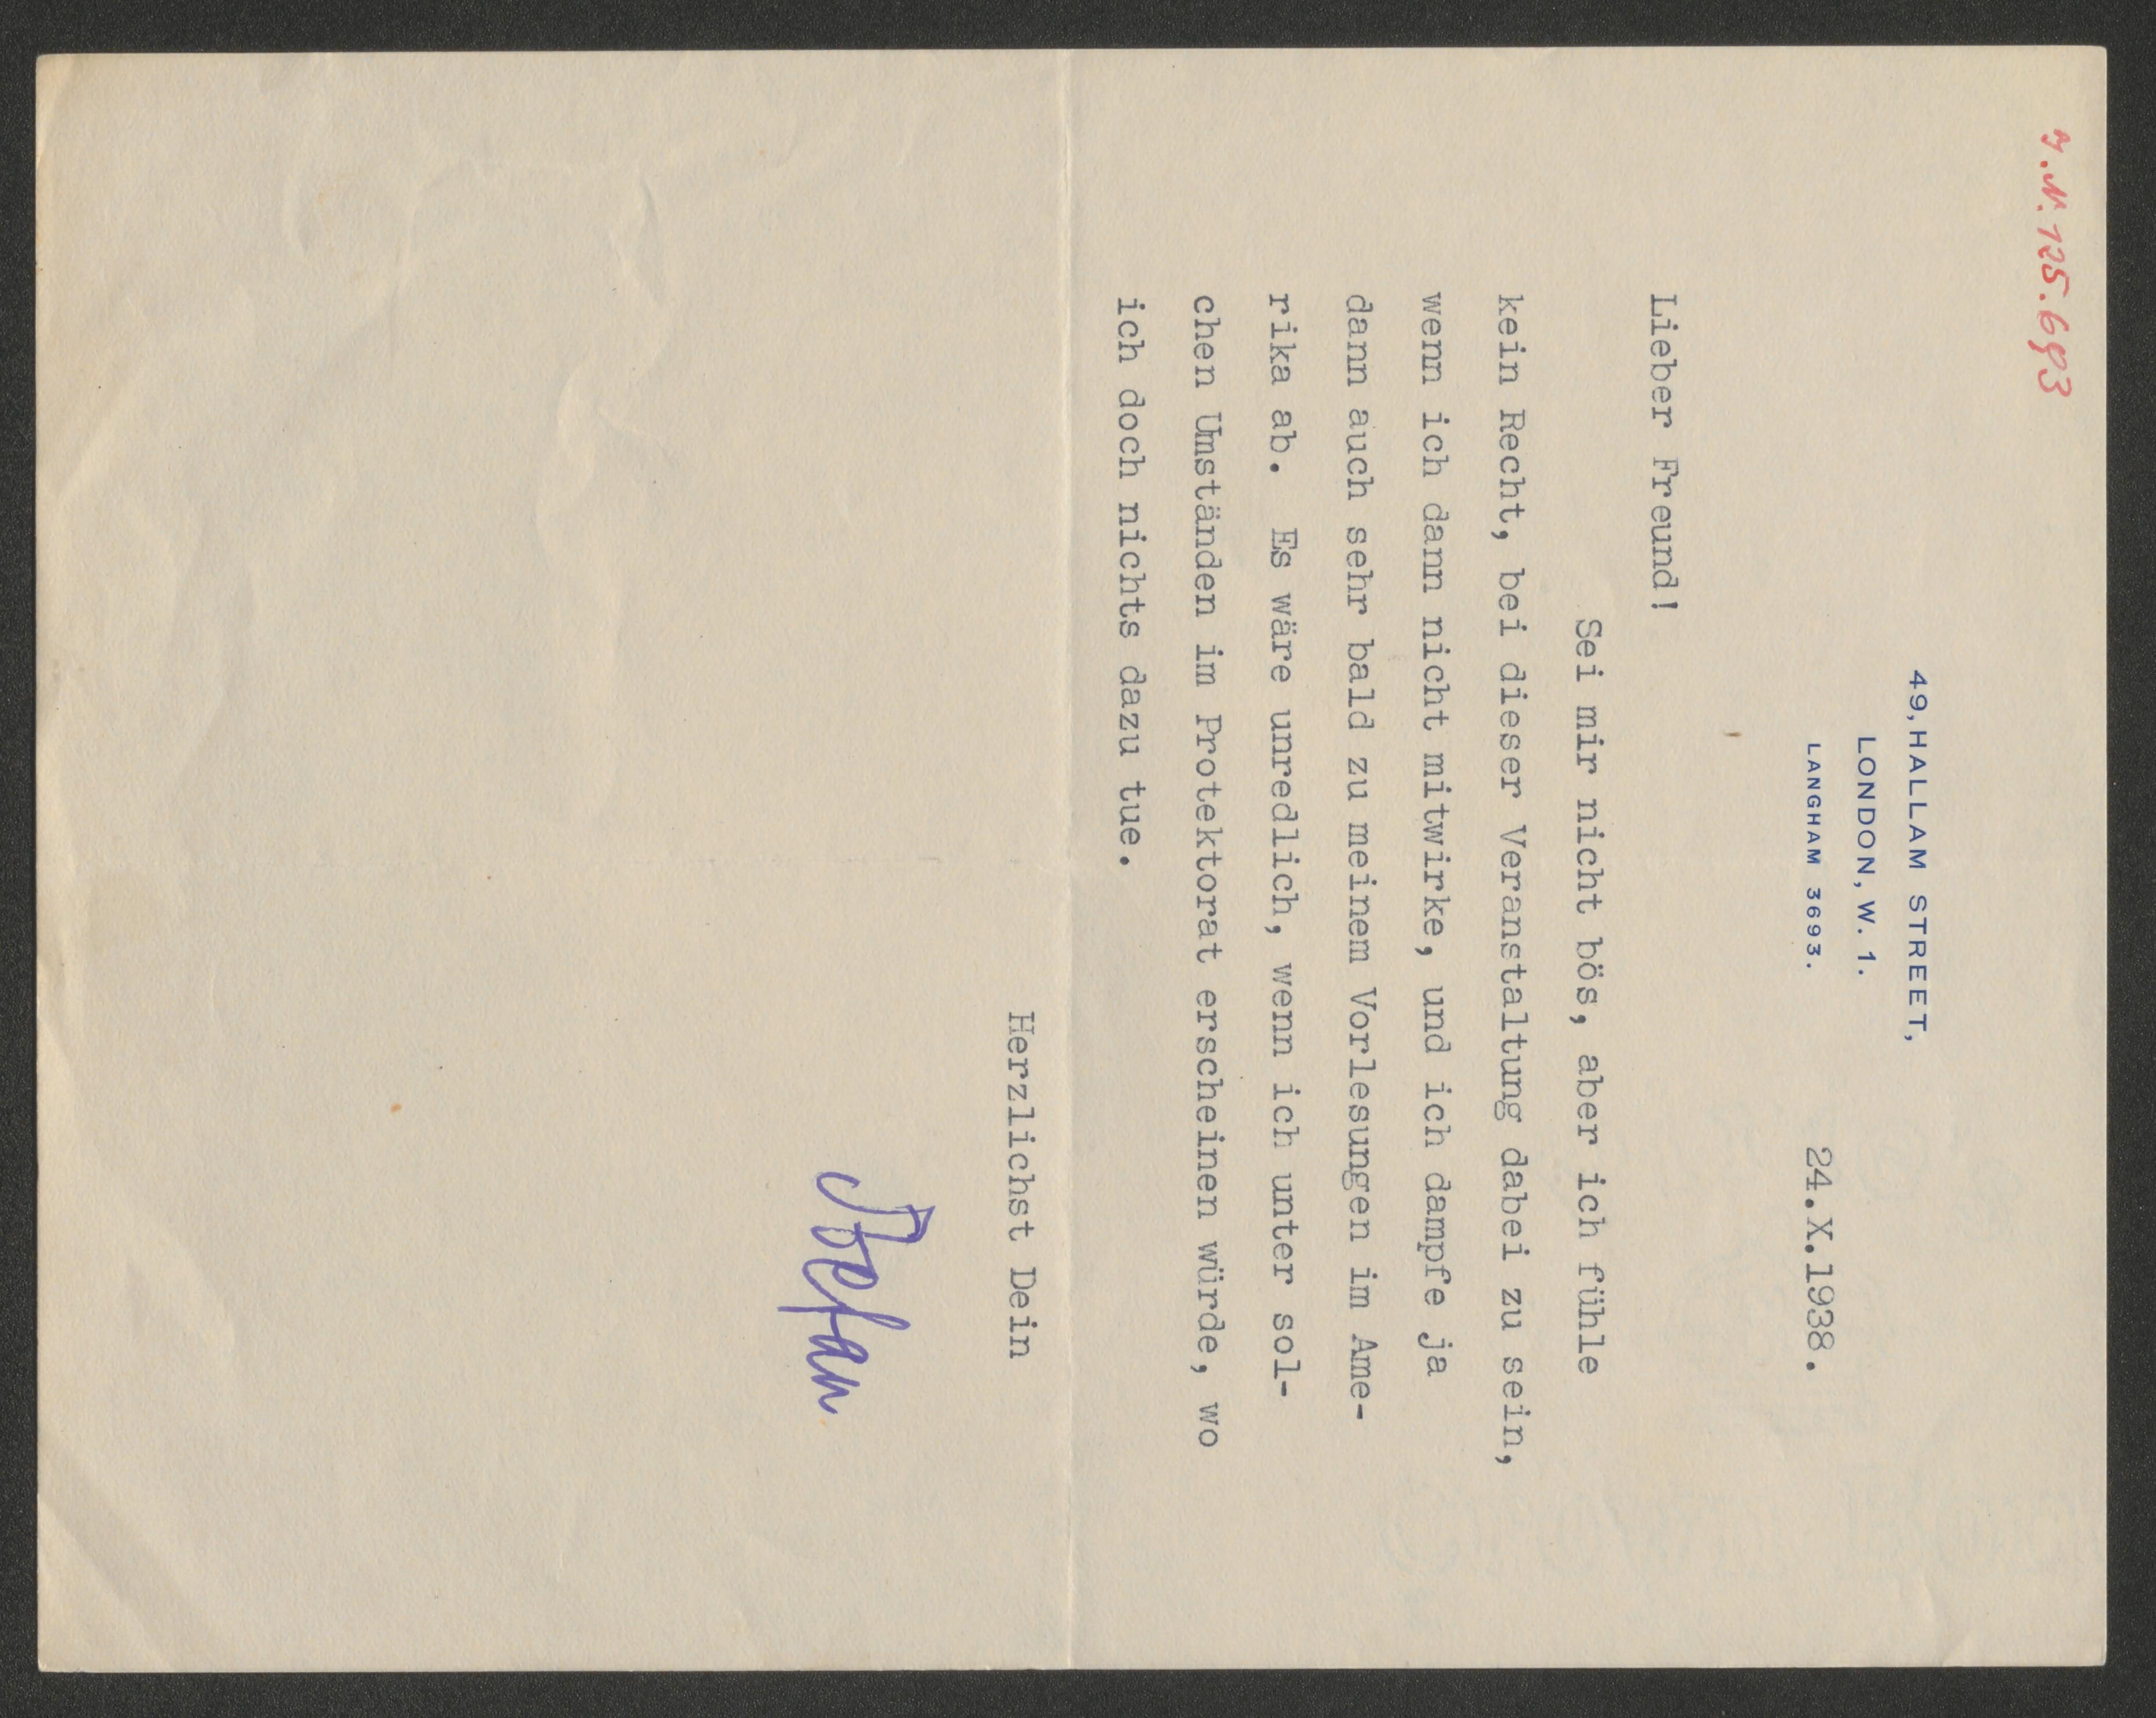 J.N. 125.693
49, HALLAM STREET,
LONDON, W. 1.
LANGHAM 3693.
24.X.1938.
Lieber Freund!
Sei mir nicht bös, aber ich fühle
kein Recht, bei dieser Veranstaltung dabei zu sein,
wenn ich dann nicht mitwirke, und ich dampfe ja
dann auch sehr bald zu meinem Vorlesungen im Ame-
rika ab. Es wäre unredlich, wenn ich unter sol-
chen Umständen im Protektorat erscheinen würde, wo
ich doch nichts dazu tue.
Herzlichst Dein
Stefan